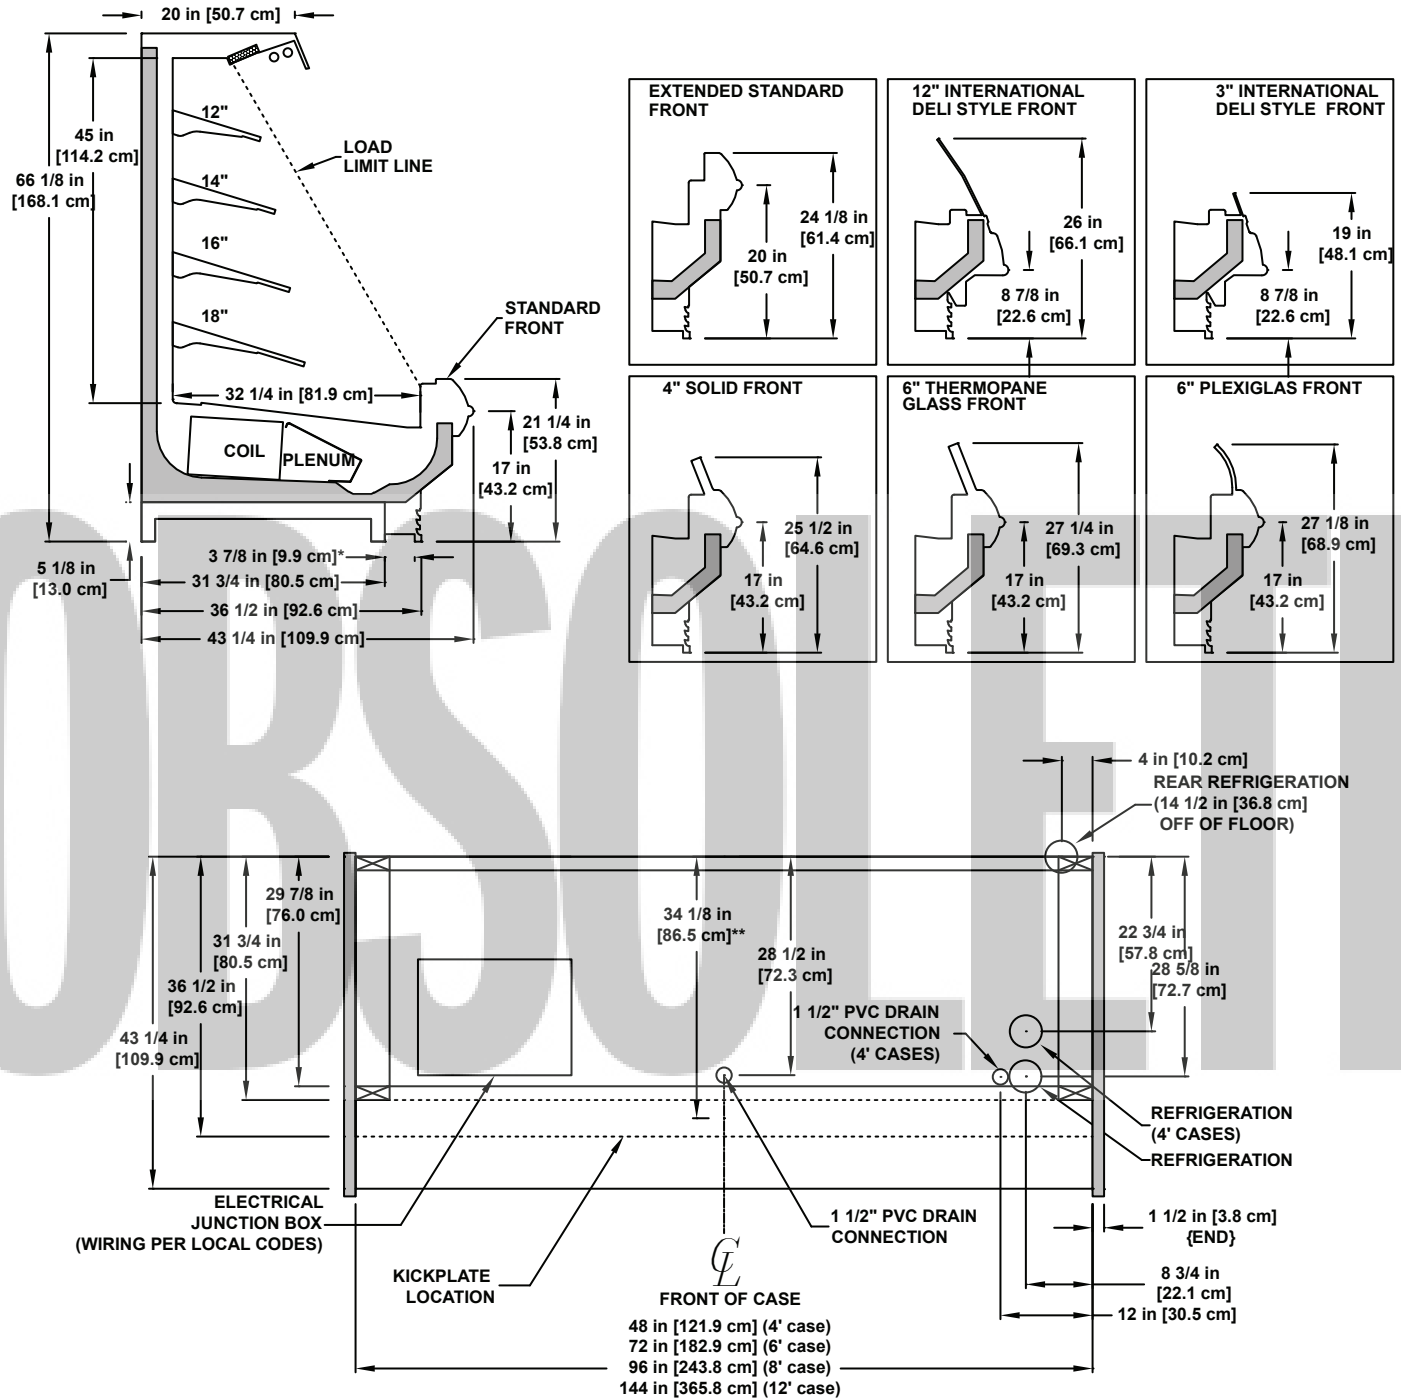 20 in [50.7 cm]
45 in
[114.2 cm]
66 1/8 in
[168.1 cm]
12"
14"
16"
18"
LOAD
LIMIT LINE
STANDARD
FRONT
32 1/4 in [81.9 cm]
COIL
PLENUM
21 1/4 in
[53.8 cm]
17 in
[43.2 cm]
5 1/8 in
[13.0 cm]
3 7/8 in [9.9 cm]*
31 3/4 in [80.5 cm]
36 1/2 in [92.6 cm]
43 1/4 in [109.9 cm]
EXTENDED STANDARD
FRONT
24 1/8 in
[61.4 cm]
20 in
[50.7 cm]
12" INTERNATIONAL
DELI STYLE FRONT
26 in
[66.1 cm]
8 7/8 in
[22.6 cm]
3" INTERNATIONAL
DELI STYLE FRONT
19 in
[48.1 cm]
8 7/8 in
[22.6 cm]
4" SOLID FRONT
25 1/2 in
[64.6 cm]
17 in
[43.2 cm]
6" THERMOPANE
GLASS FRONT
27 1/4 in
[69.3 cm]
17 in
[43.2 cm]
6" PLEXIGLAS FRONT
27 1/8 in
[68.9 cm]
17 in
[43.2 cm]
OBSOLETE
4 in [10.2 cm]
REAR REFRIGERATION
(14 1/2 in [36.8 cm]
OFF OF FLOOR)
29 7/8 in
[76.0 cm]
31 3/4 in
[80.5 cm]
36 1/2 in
[92.6 cm]
43 1/4 in
[109.9 cm]
34 1/8 in
[86.5 cm]**
28 1/2 in
[72.3 cm]
22 3/4 in
[57.8 cm]
28 5/8 in
[72.7 cm]
1 1/2" PVC DRAIN
CONNECTION
(4' CASES)
REFRIGERATION
(4' CASES)
REFRIGERATION
ELECTRICAL
JUNCTION BOX
(WIRING PER LOCAL CODES)
KICKPLATE
LOCATION
1 1/2" PVC DRAIN
CONNECTION
1 1/2 in [3.8 cm]
{END}
8 3/4 in
[22.1 cm]
12 in [30.5 cm]
CL
FRONT OF CASE
48 in [121.9 cm] (4' case)
72 in [182.9 cm] (6' case)
96 in [243.8 cm] (8' case)
144 in [365.8 cm] (12' case)